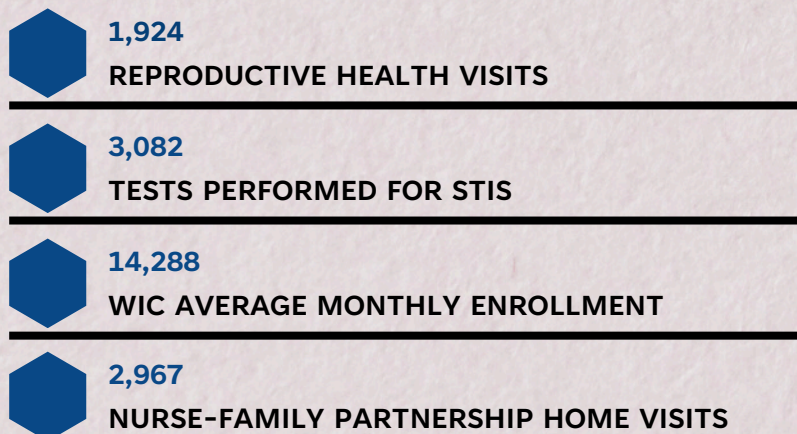 1,924
REPRODUCTIVE HEALTH VISITS
3,082
TESTS PERFORMED FOR STIS
14,288
WIC AVERAGE MONTHLY ENROLLMENT
2,967
NURSE-FAMILY PARTNERSHIP HOME VISITS